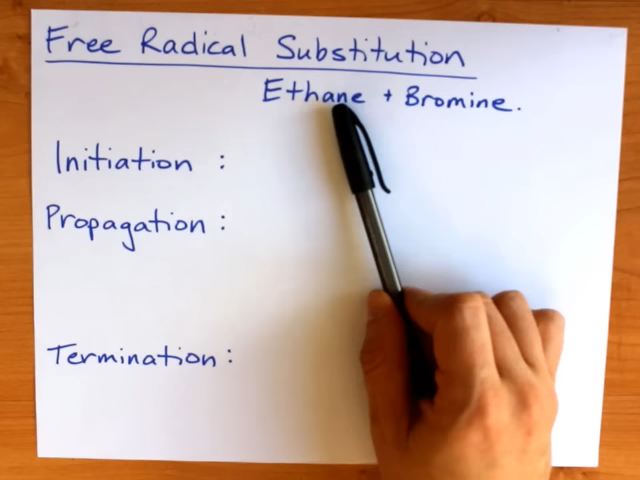 Free Radical Substitution
Ethane + Bromine.
Initiation :
Propagation :
Termination :